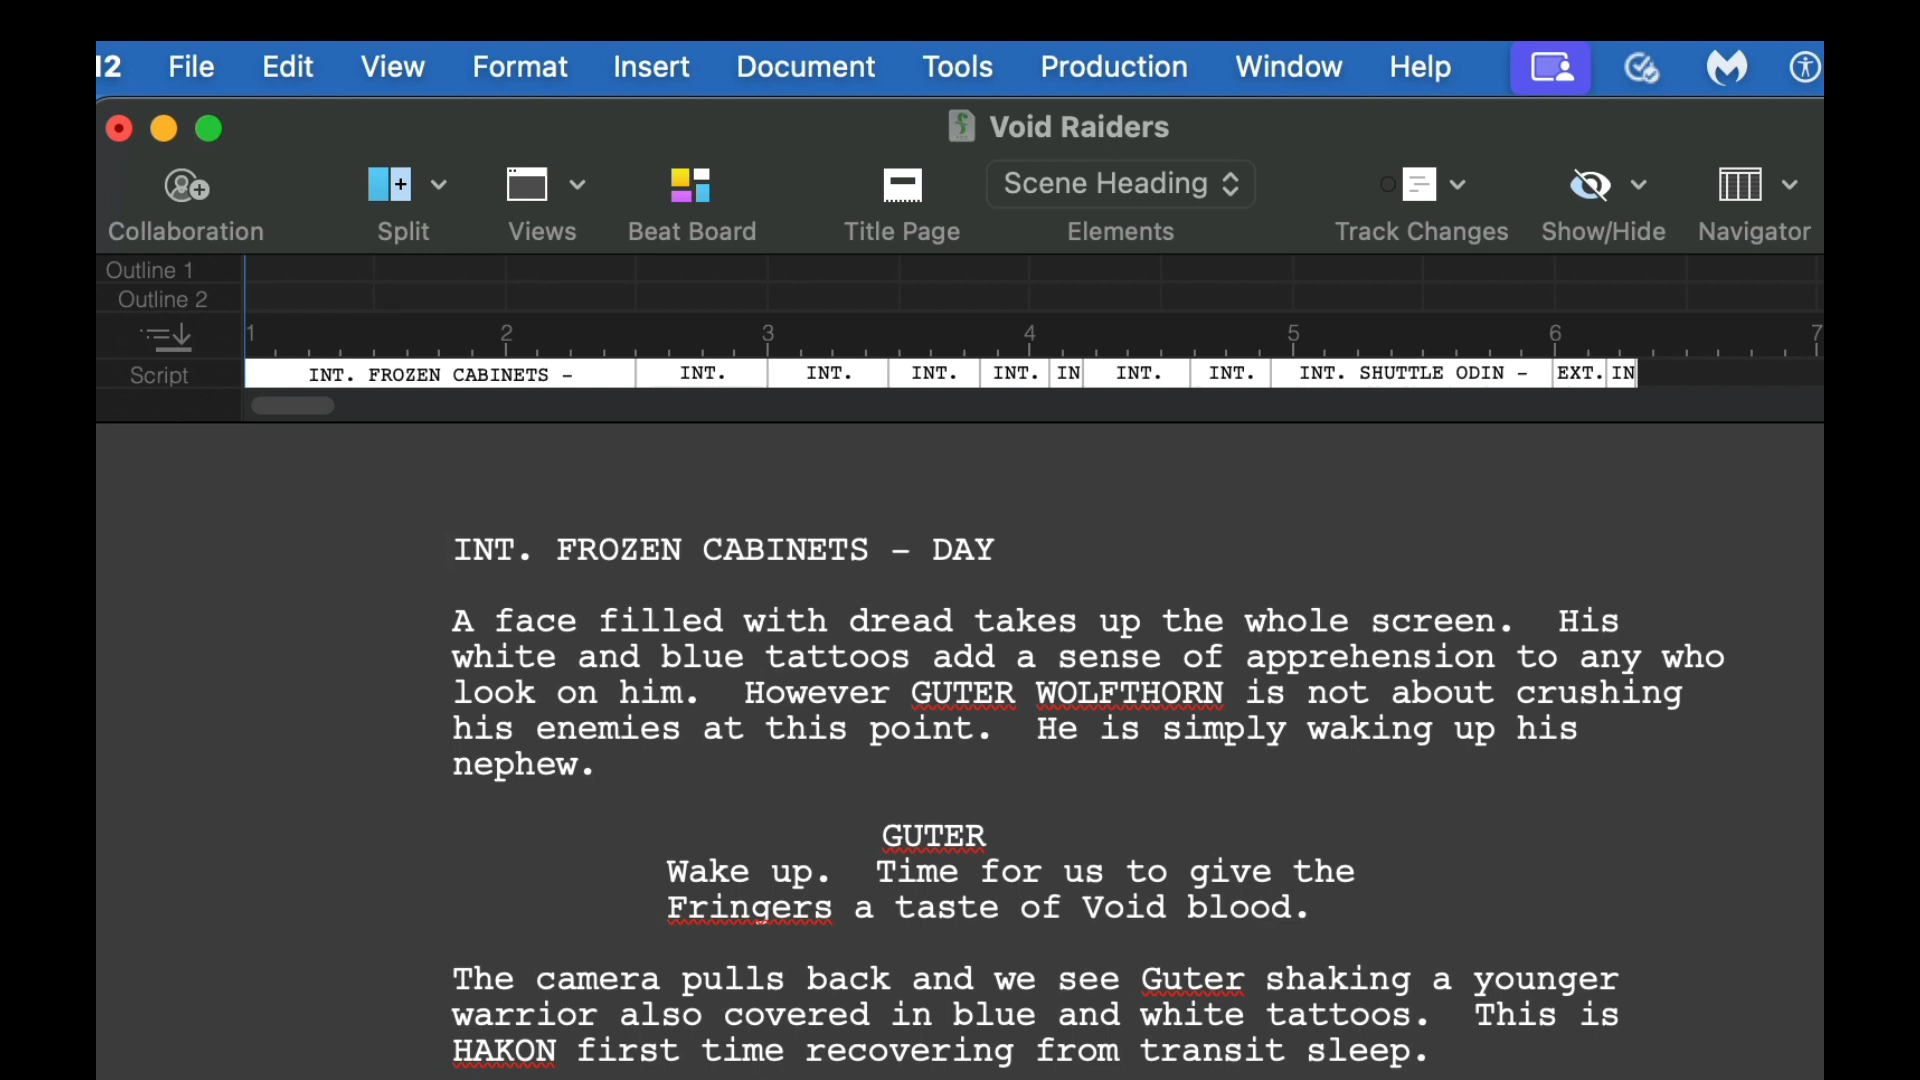 12 File Edit View Format Insert Document Tools Production Window Help
Void Raiders
Scene Heading
Collaboration Split Views Beat Board Title Page Elements Track Changes Show/Hide Navigator
Outline 1
Outline 2
1 2 3 4 5 6 7
Script INT. FROZEN CABINETS - INT. INT. INT. INT. IN INT. INT. INT. SHUTTLE ODIN - EXT. IN
INT. FROZEN CABINETS - DAY
A face filled with dread takes up the whole screen. His
white and blue tattoos add a sense of apprehension to any who
look on him. However GUTER WOLFTHORN is not about crushing
his enemies at this point. He is simply waking up his
nephew.
GUTER
Wake up. Time for us to give the
Fringers a taste of Void blood.
The camera pulls back and we see Guter shaking a younger
warrior also covered in blue and white tattoos. This is
HAKON first time recovering from transit sleep.